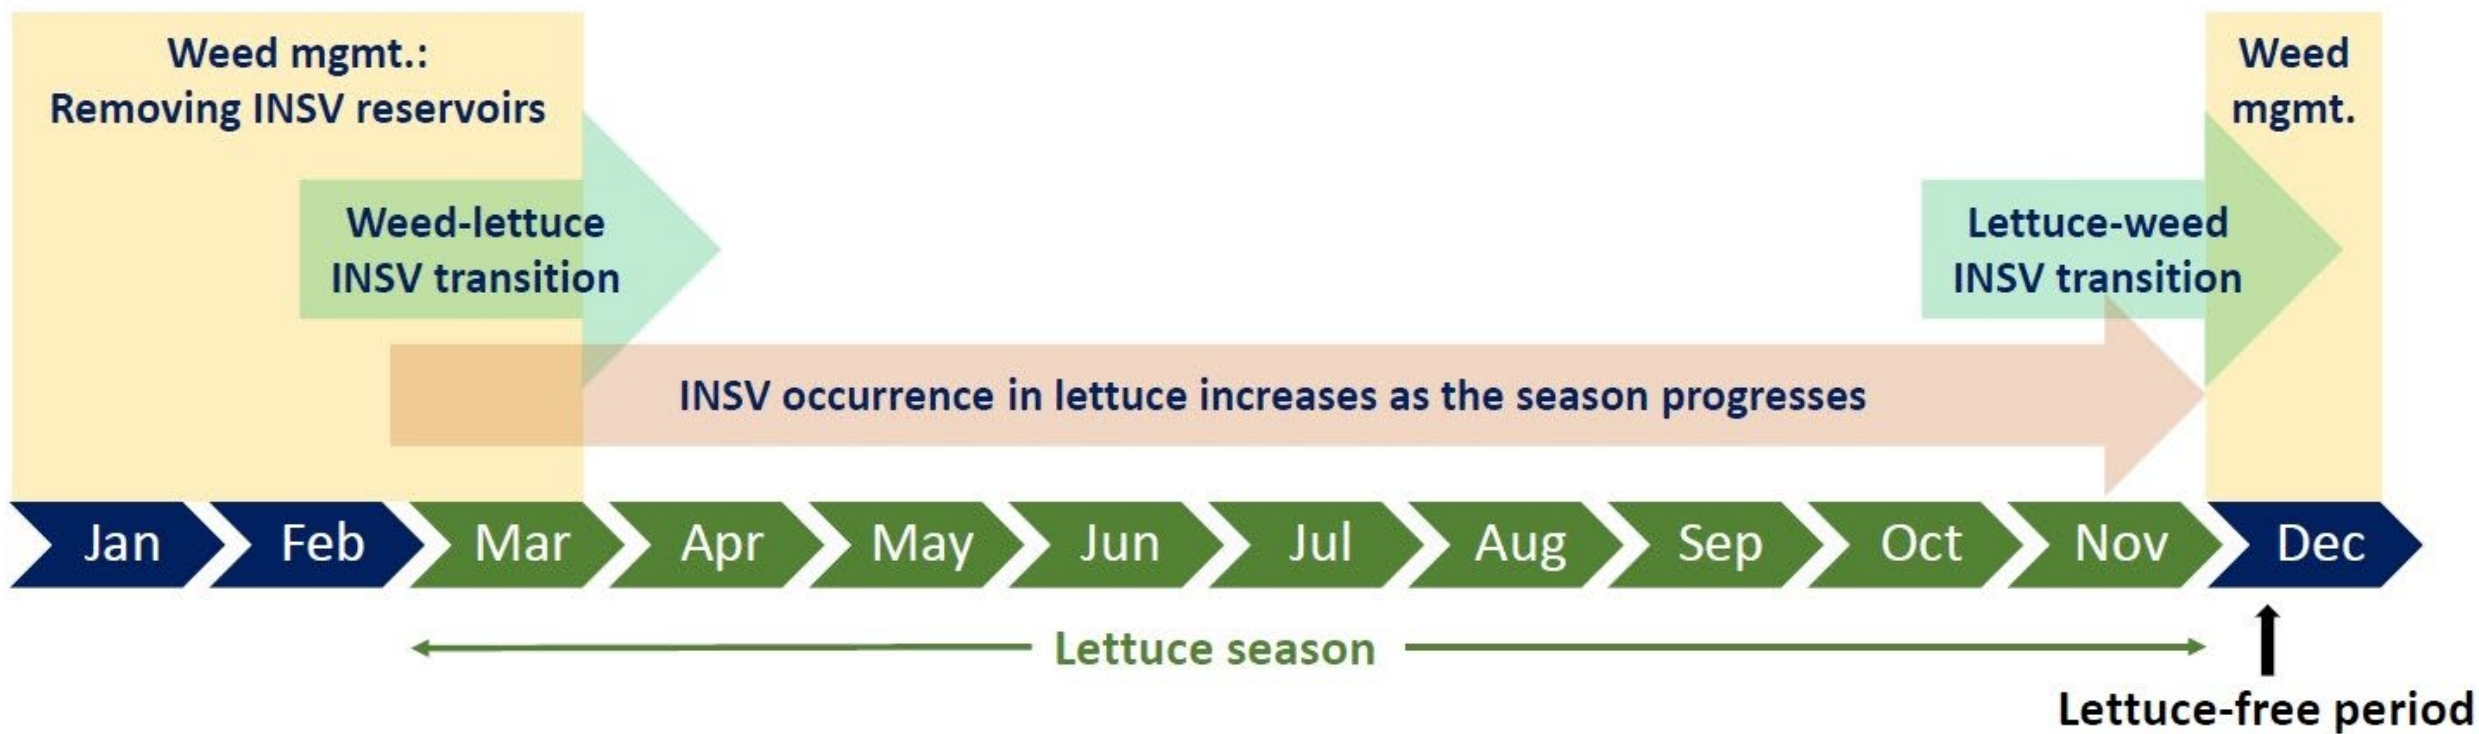 Weed mgmt.:
Removing INSV reservoirs
Weed
mgmt.
Weed-lettuce
INSV transition
Lettuce-weed
INSV transition
INSV occurrence in lettuce increases as the season progresses
Jan Feb Mar Apr May Jun Jul Aug Sep Oct Nov Dec
Lettuce season
Lettuce-free period